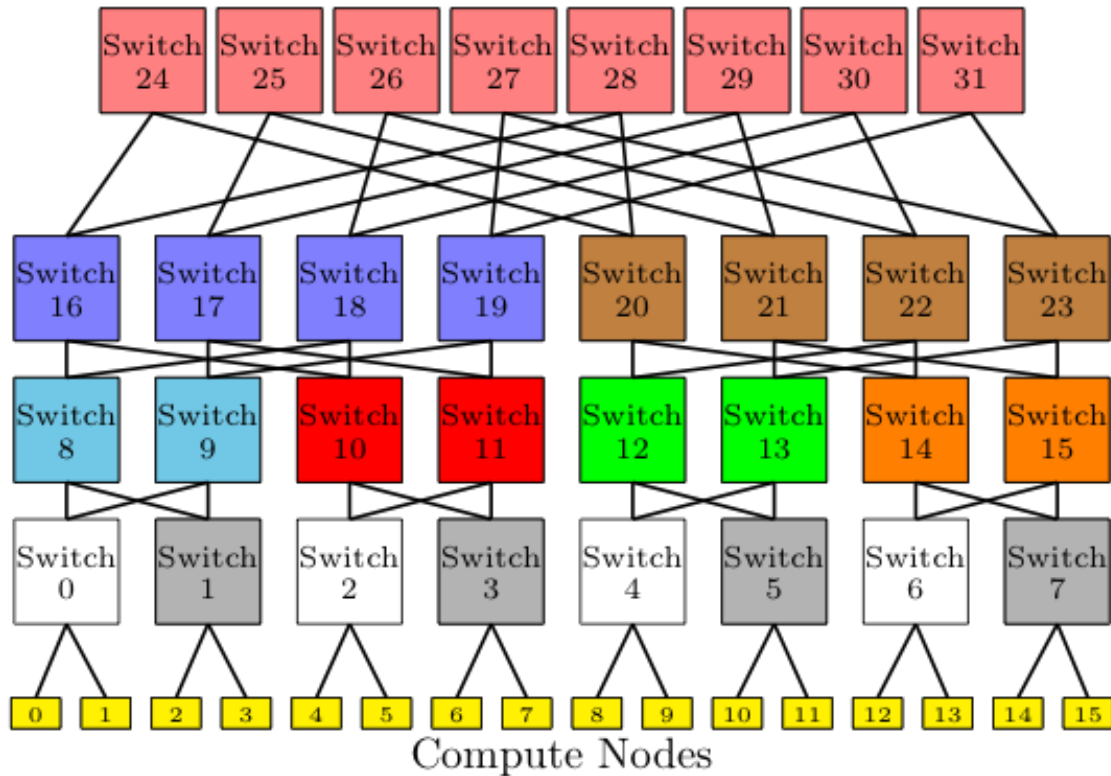 Switch 24
Switch 25
Switch 26
Switch 27
Switch 28
Switch 29
Switch 30
Switch 31
Switch 16
Switch 17
Switch 18
Switch 19
Switch 20
Switch 21
Switch 22
Switch 23
Switch 8
Switch 9
Switch 10
Switch 11
Switch 12
Switch 13
Switch 14
Switch 15
Switch 0
Switch 1
Switch 2
Switch 3
Switch 4
Switch 5
Switch 6
Switch 7
0 1 2 3 4 5 6 7 8 9 10 11 12 13 14 15
Compute Nodes